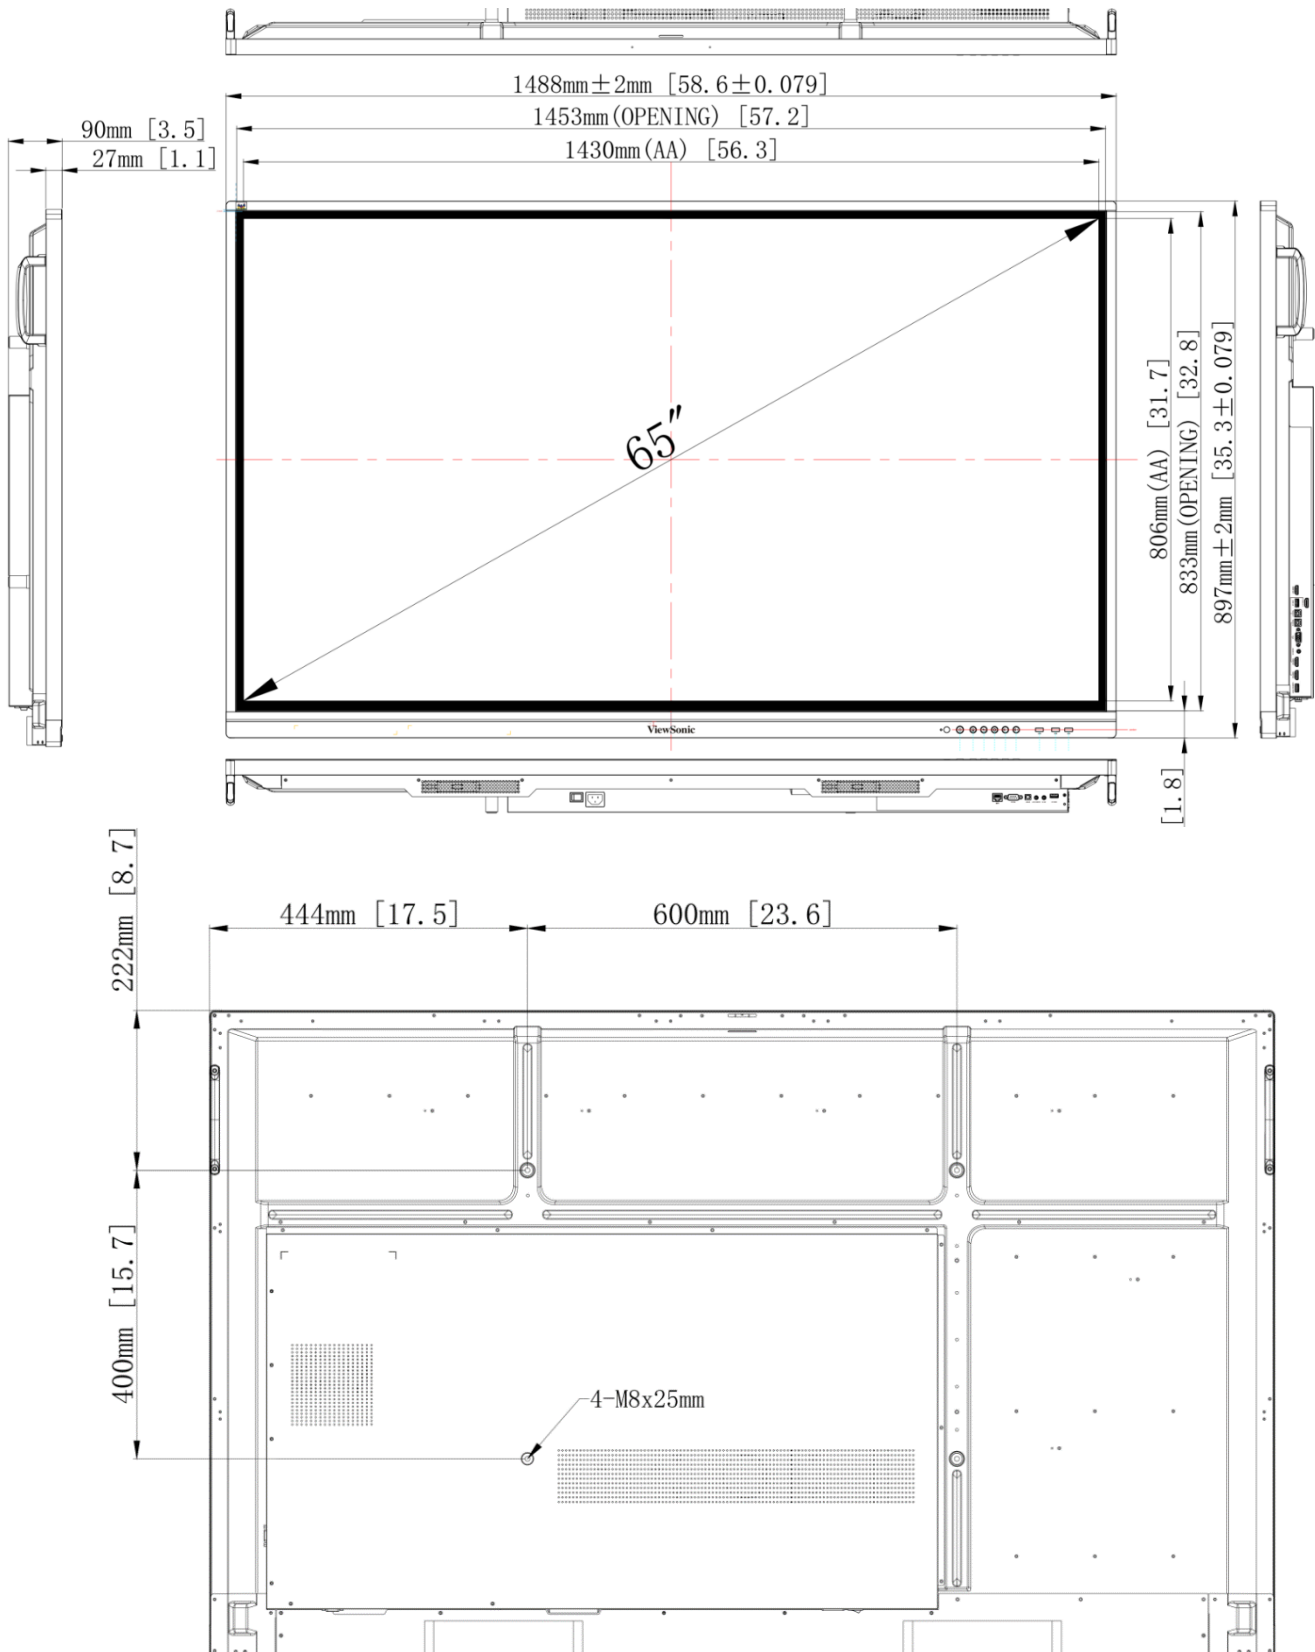 1488mm±2mm [58.6±0.079]
1453mm(OPENING) [57.2]
1430mm(AA) [56.3]
90mm [3.5]
27mm [1.1]
65"
806mm(AA) [31.7]
833mm(OPENING) [32.8]
897mm±2mm [35.3±0.079]
ViewSonic
[1.8]
222mm [8.7]
444mm [17.5]
600mm [23.6]
400mm [15.7]
4-M8x25mm